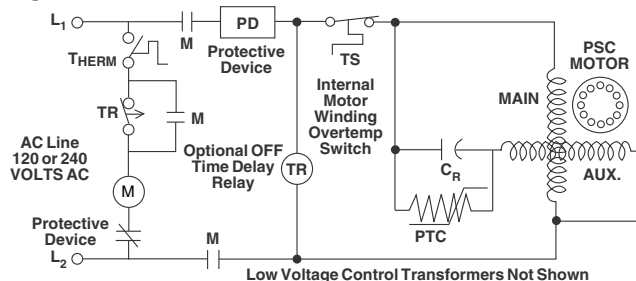 L1
M
PD
Protective
Device
TS
THERM
Internal
Motor
Winding
Overtemp
Switch
PSC
MOTOR
MAIN
TR
M
AC Line
120 or 240
VOLTS AC
Optional OFF
Time Delay
Relay
TR
CR
AUX.
M
PTC
Protective
Device
M
L2
Low Voltage Control Transformers Not Shown